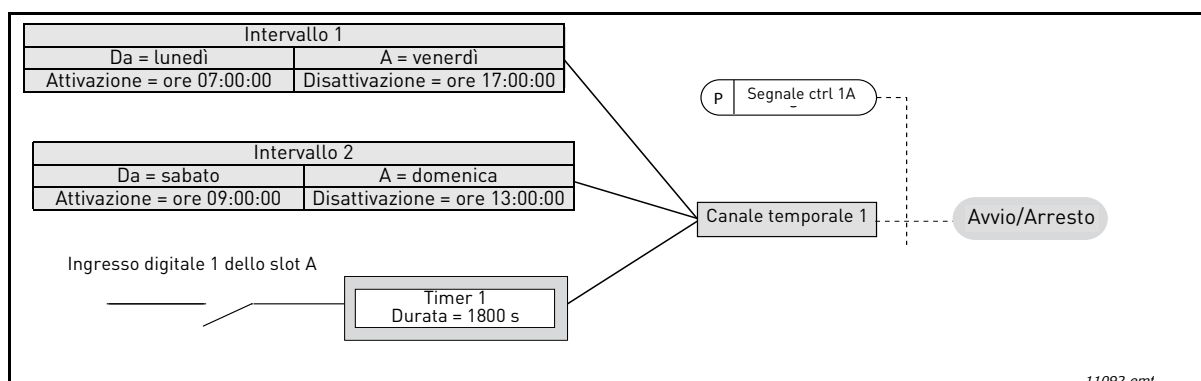 Intervallo 1
Da = lunedì A = venerdì
Attivazione = ore 07:00:00 Disattivazione = ore 17:00:00
P Segnale ctrl 1A
Intervallo 2
Da = sabato A = domenica
Attivazione = ore 09:00:00 Disattivazione = ore 13:00:00
Canale temporale 1
Avvio/Arresto
Ingresso digitale 1 dello slot A
Timer 1
Durata = 1800 s
11092.emf